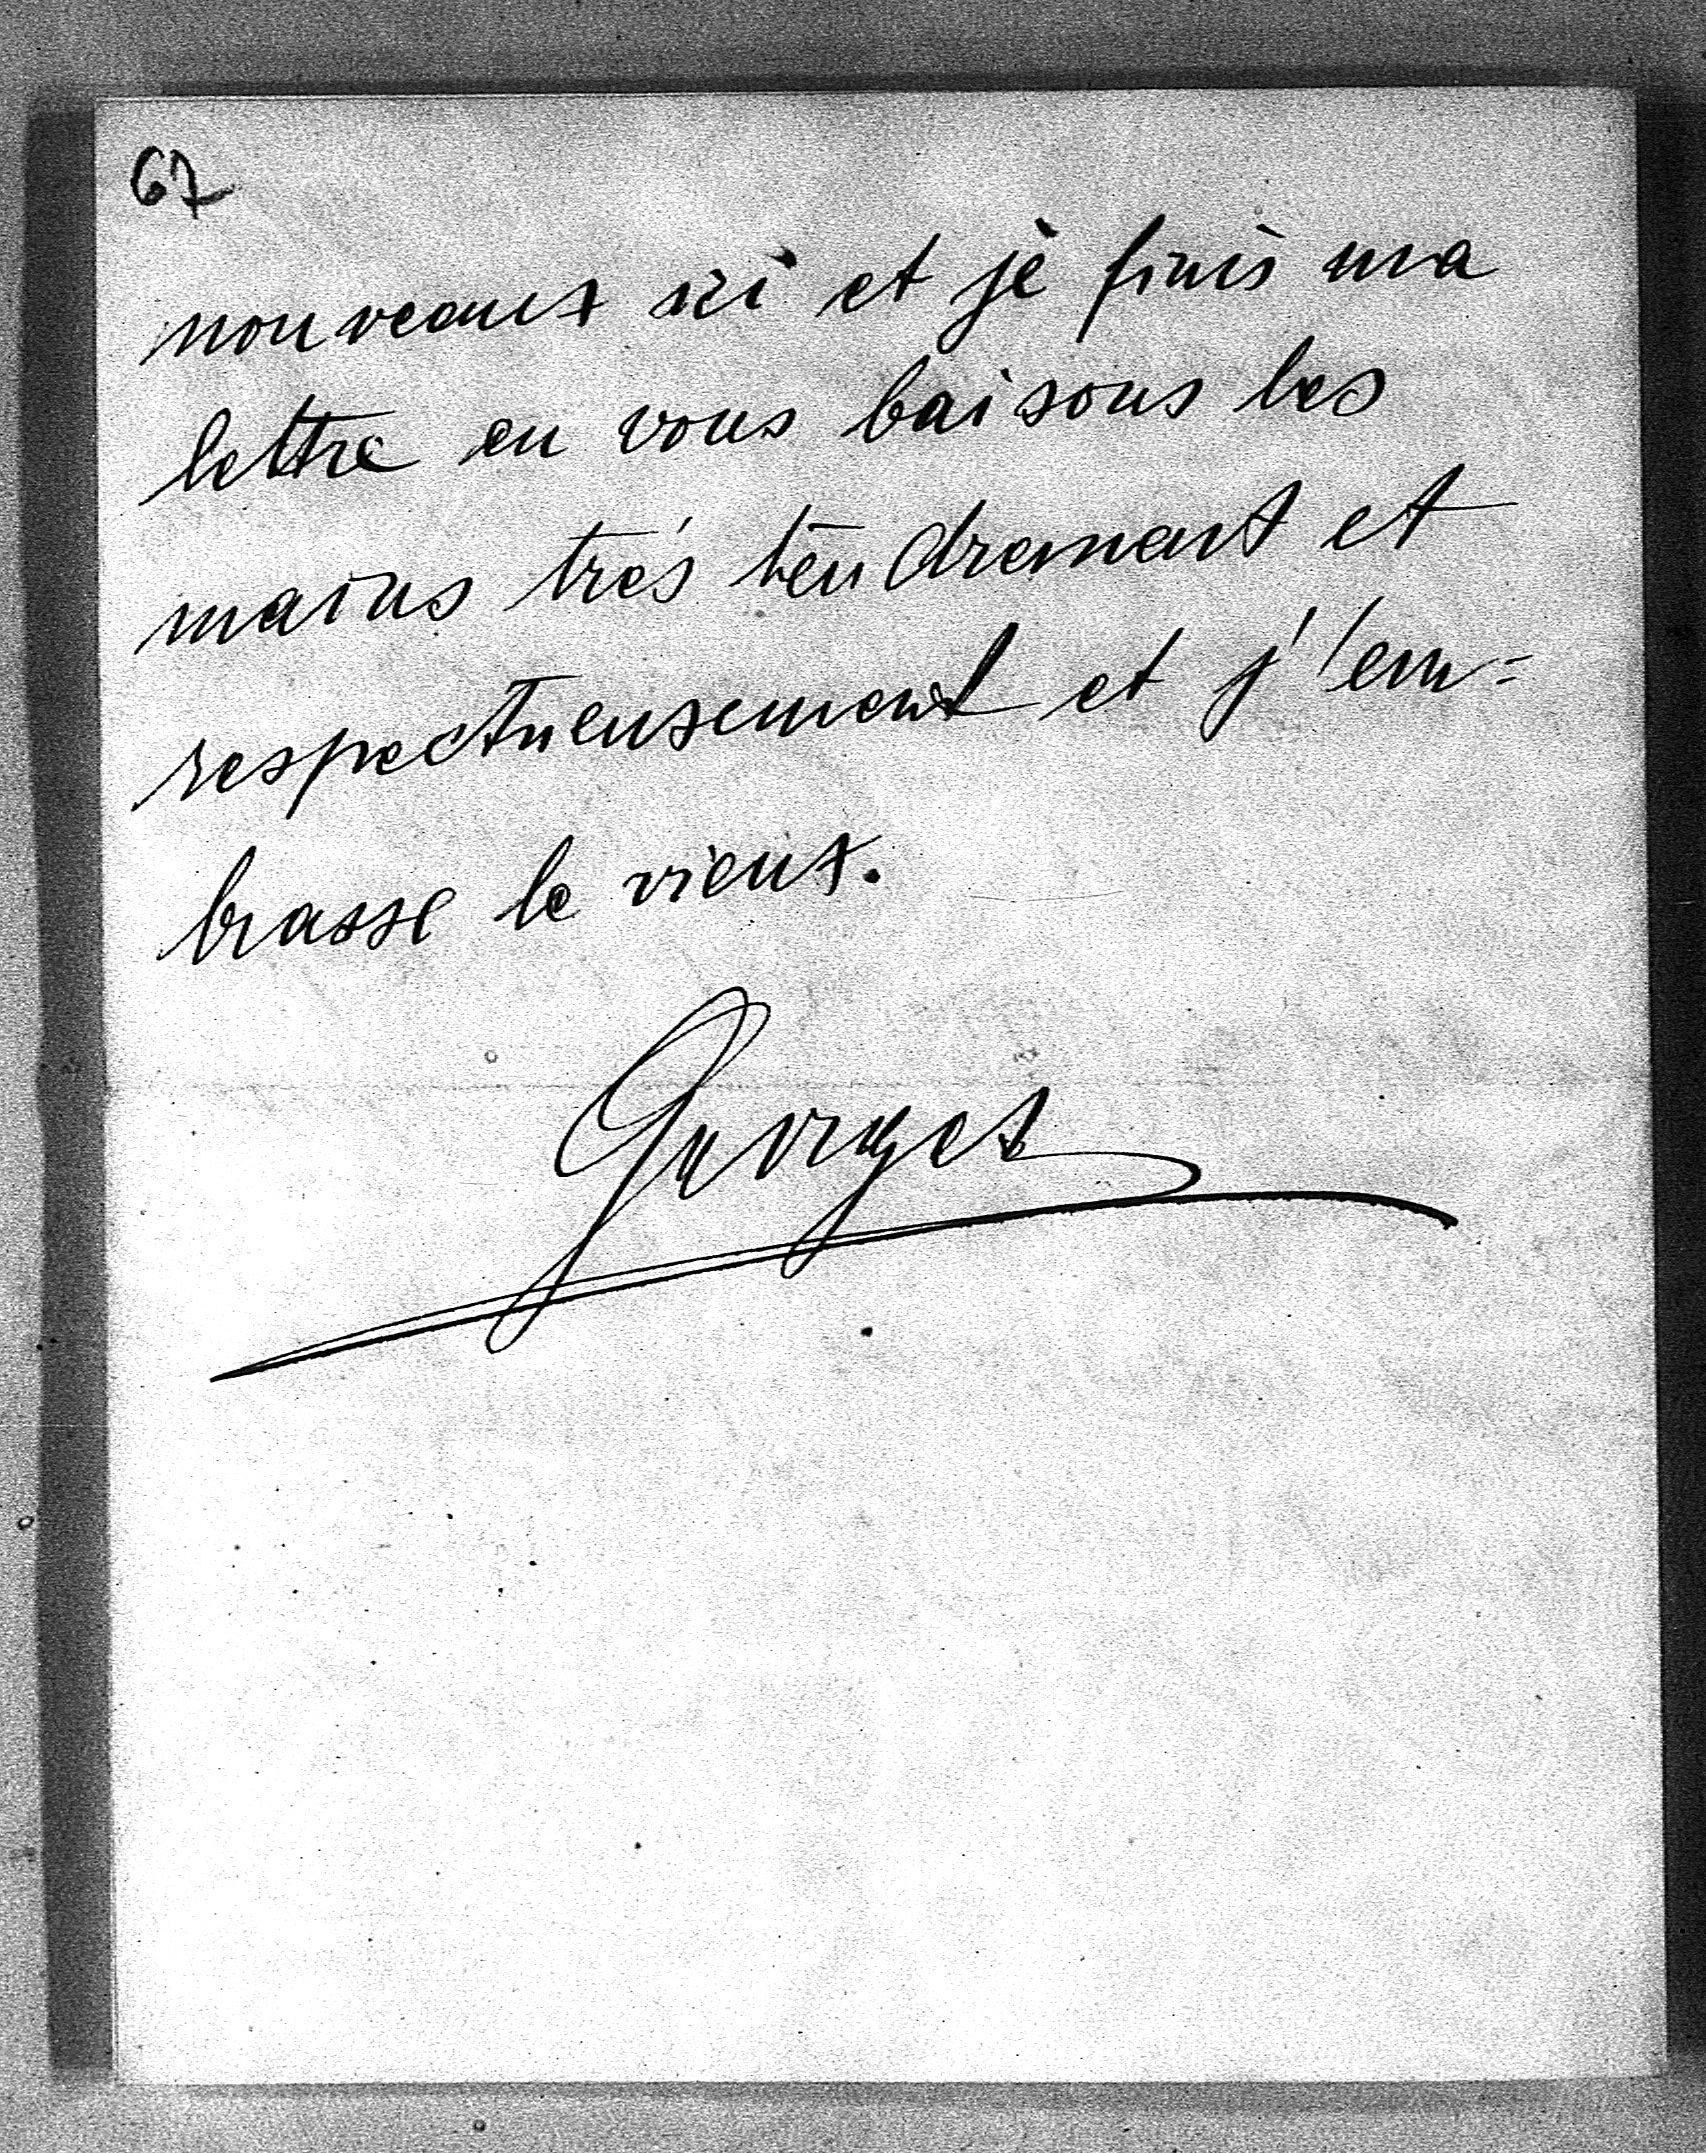 67
nouveaux ici et je finis ma
lettre en vous baisons les
mains très tendrement et
respectueusement et j'em=
brasse le vieux.
Georges